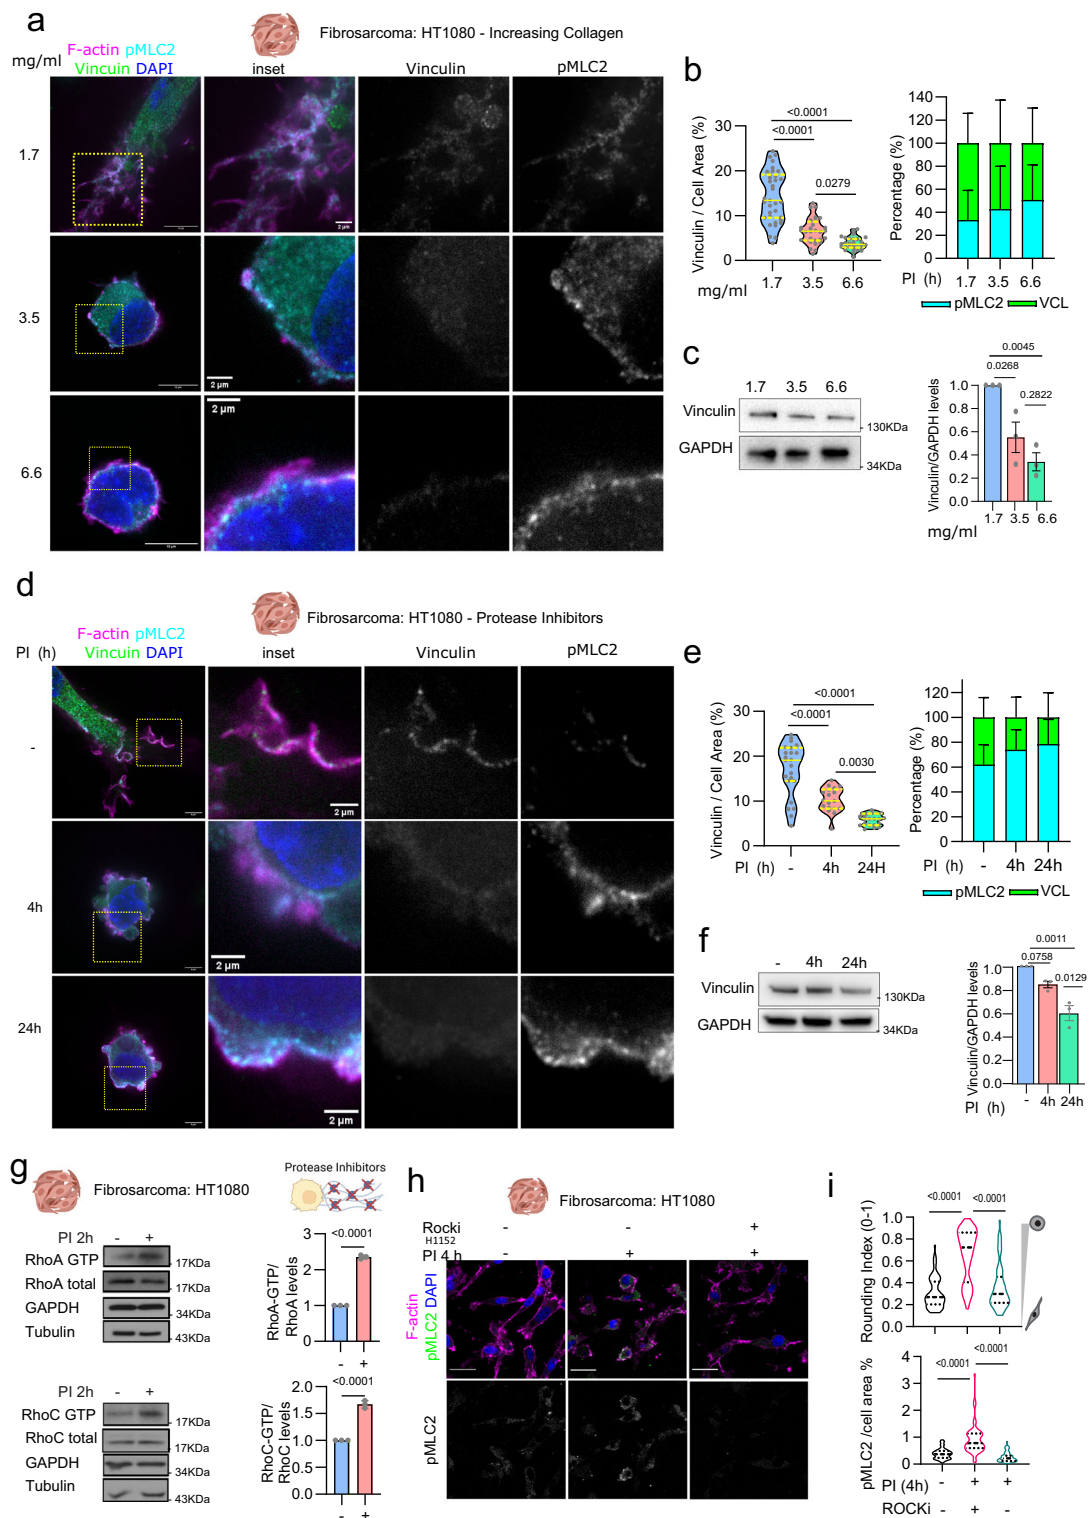 a
Fibrosarcoma: HT1080 - Increasing Collagen
mg/ml
F-actin pMLC2
Vincuin DAPI
inset
Vinculin
pMLC2
1.7
2 µm
3.5
2 µm
6.6
2 µm
b
Vinculin / Cell Area (%)
30
20
10
0
<0.0001
<0.0001
0.0279
1.7 3.5 6.6
mg/ml
Percentage (%)
140
120
100
80
60
40
20
0
PI (h) 1.7 3.5 6.6
pMLC2 VCL
c
1.7 3.5 6.6
Vinculin
- 130KDa
GAPDH
- 34KDa
Vinculin/GAPDH levels
0.0045
0.0268
0.2822
1.0
0.8
0.6
0.4
0.2
0.0
1.7 3.5 6.6
mg/ml
d
Fibrosarcoma: HT1080 - Protease Inhibitors
F-actin pMLC2
PI (h) Vincuin DAPI
inset
Vinculin
pMLC2
-
2 µm
4h
2 µm
24h
2 µm
e
Vinculin / Cell Area (%)
30
20
10
0
<0.0001
<0.0001
0.0030
PI (h) - 4h 24H
Percentage (%)
120
100
80
60
40
20
0
PI (h) - 4h 24h
pMLC2 VCL
f
- 4h 24h
Vinculin
- 130KDa
GAPDH
- 34KDa
Vinculin/GAPDH levels
0.0011
0.0758
0.0129
1.0
0.8
0.6
0.4
0.2
0.0
- 4h 24h
PI (h)
g
Fibrosarcoma: HT1080
Protease Inhibitors
PI 2h - +
RhoA GTP - 17KDa
RhoA total - 17KDa
GAPDH - 34KDa
Tubulin - 43KDa
RhoA-GTP/
RhoA levels
<0.0001
3
2
1
0
- +
PI 2h - +
RhoC GTP - 17KDa
RhoC total - 17KDa
GAPDH - 34KDa
Tubulin - 43KDa
RhoC-GTP/
RhoC levels
<0.0001
2.0
1.5
1.0
0.5
0.0
- +
h
Fibrosarcoma: HT1080
Rocki - - +
H1152
PI 4 h - + +
F-actin
pMLC2 DAPI
pMLC2
i
Rounding Index (0-1)
<0.0001 <0.0001
1.0
0.8
0.6
0.4
0.2
0.0
pMLC2 /cell area %
<0.0001
<0.0001
4
3
2
1
0
PI (4h) - + +
ROCKi - + -